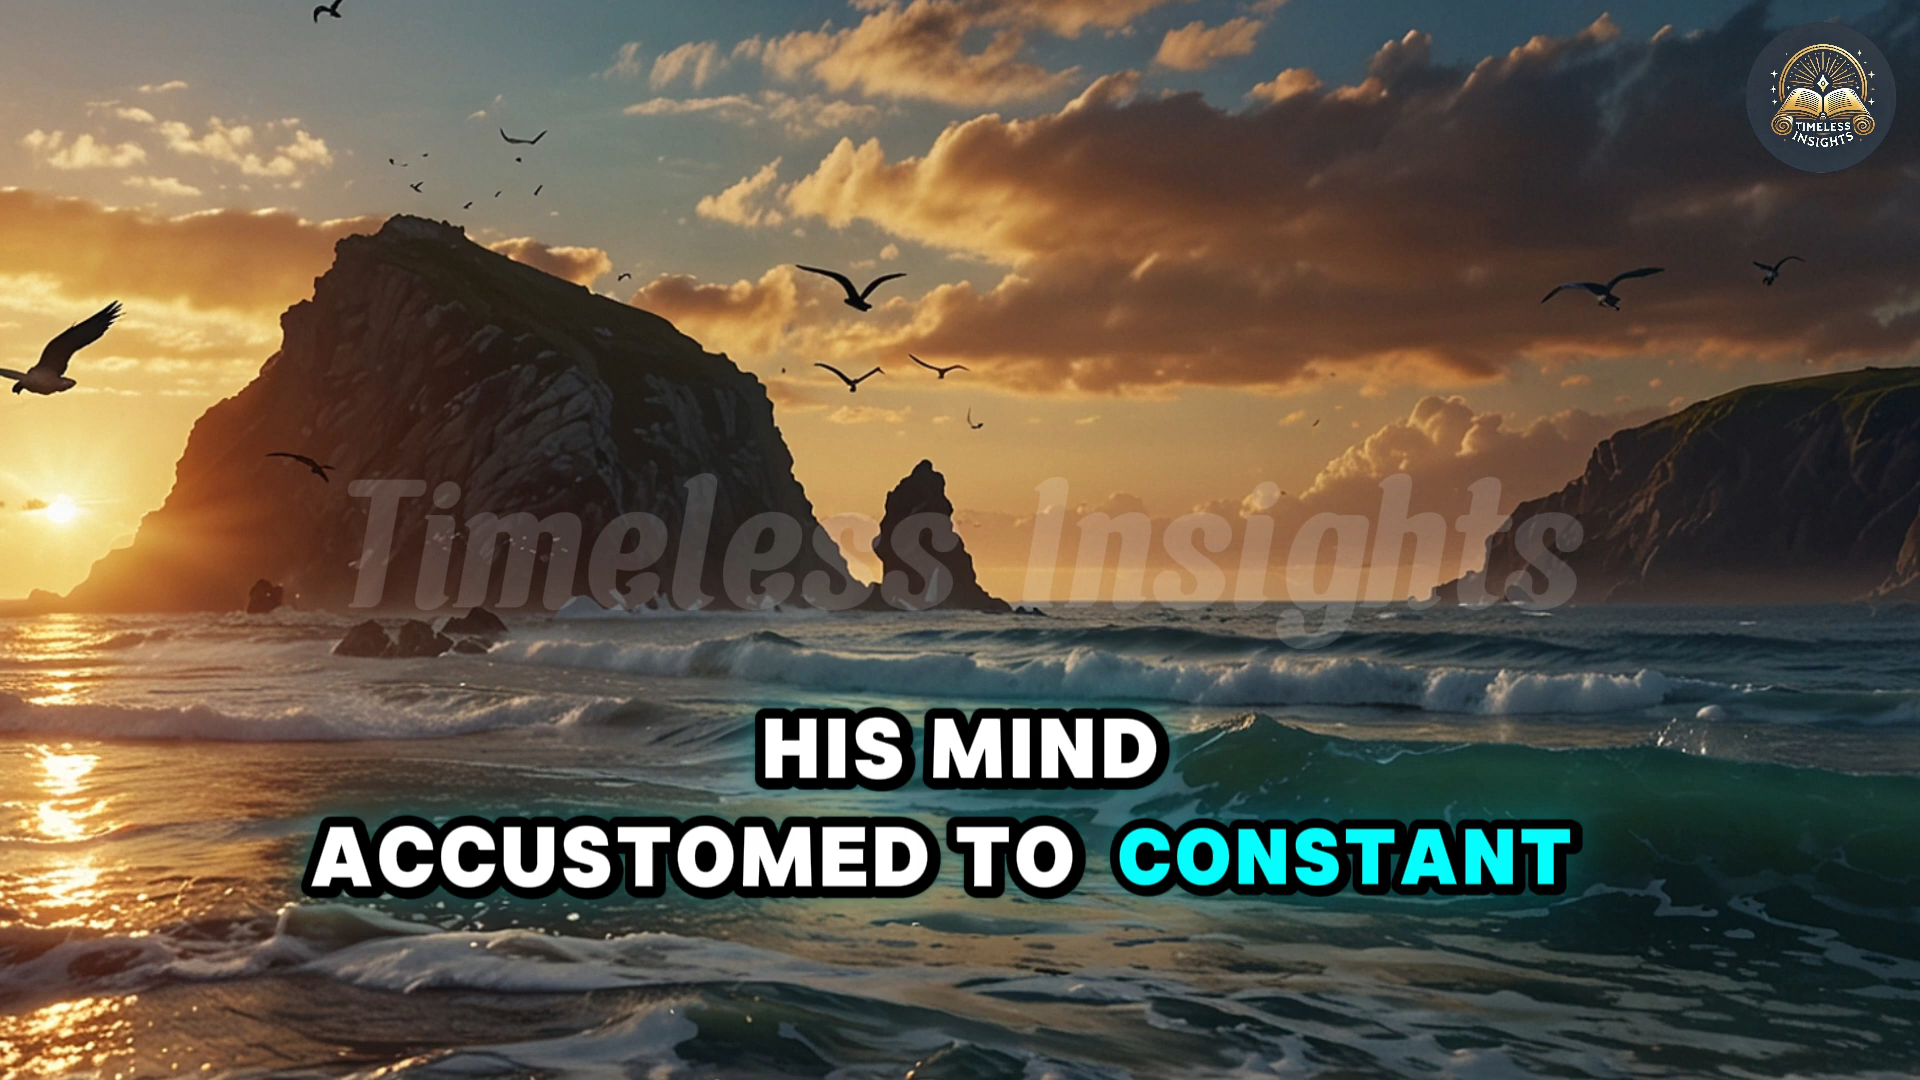 TIMELESS
INSIGHTS
Timeless Insights
HIS MIND
ACCUSTOMED TO CONSTANT